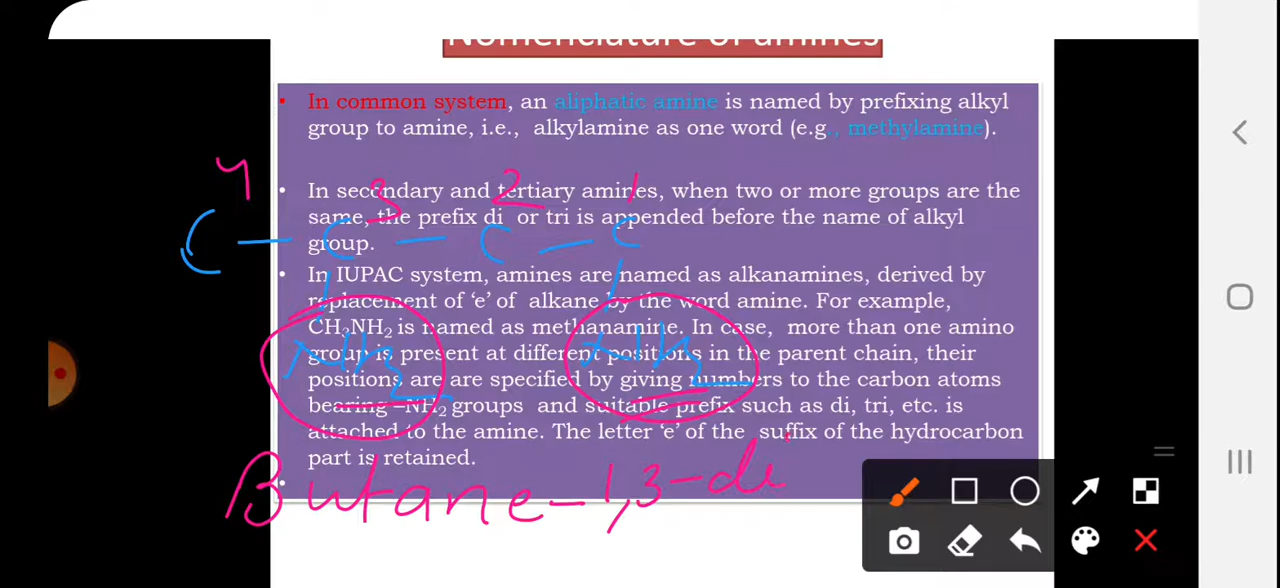 Nomenclature of amines
• In common system, an aliphatic amine is named by prefixing alkyl
group to amine, i.e., alkylamine as one word (e.g., methylamine).
4
3 2 1
• In secondary and tertiary amines, when two or more groups are the
same, the prefix di or tri is appended before the name of alkyl
group.
C - C - C - C
• In IUPAC system, amines are named as alkanamines, derived by
replacement of ‘e’ of alkane by the word amine. For example,
CH3NH2 is named as methanamine. In case, more than one amino
group is present at different positions in the parent chain, their
positions are are specified by giving numbers to the carbon atoms
bearing –NH2 groups and suitable prefix such as di, tri, etc. is
attached to the amine. The letter ‘e’ of the suffix of the hydrocarbon
part is retained.
NH2 NH2
Butane-1,3-di